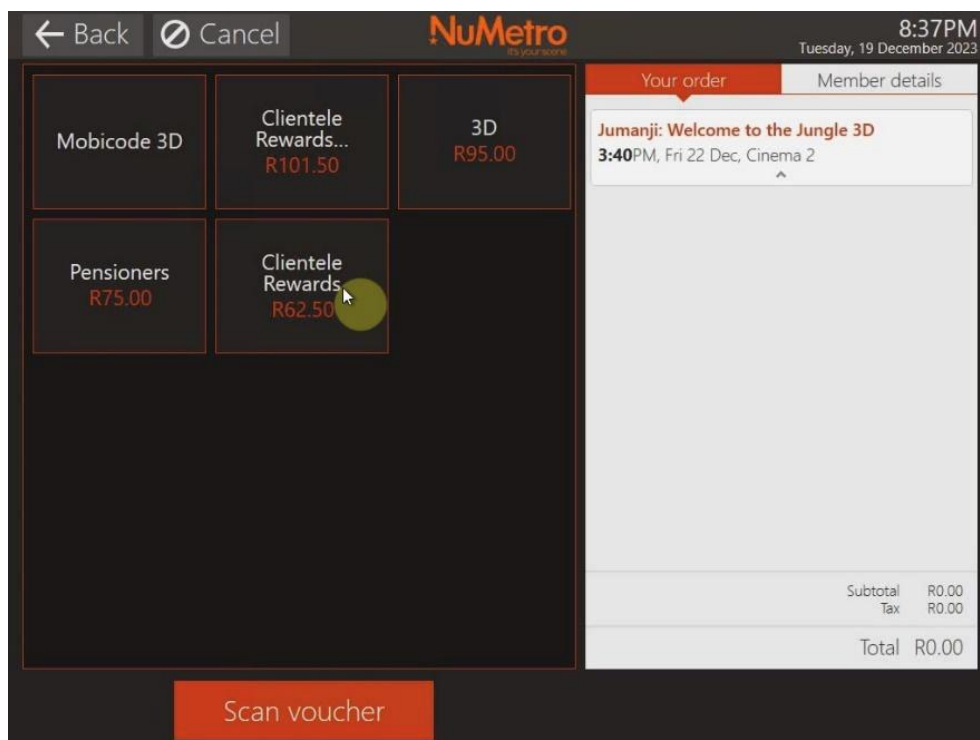 ← Back
Cancel
NuMetro
it's your scene
8:37PM
Tuesday, 19 December 2023
Mobicode 3D
Clientele
Rewards...
R101.50
3D
R95.00
Pensioners
R75.00
Clientele
Rewards
R62.50
Your order
Member details
Jumanji: Welcome to the Jungle 3D
3:40PM, Fri 22 Dec, Cinema 2
Subtotal R0.00
Tax R0.00
Total R0.00
Scan voucher